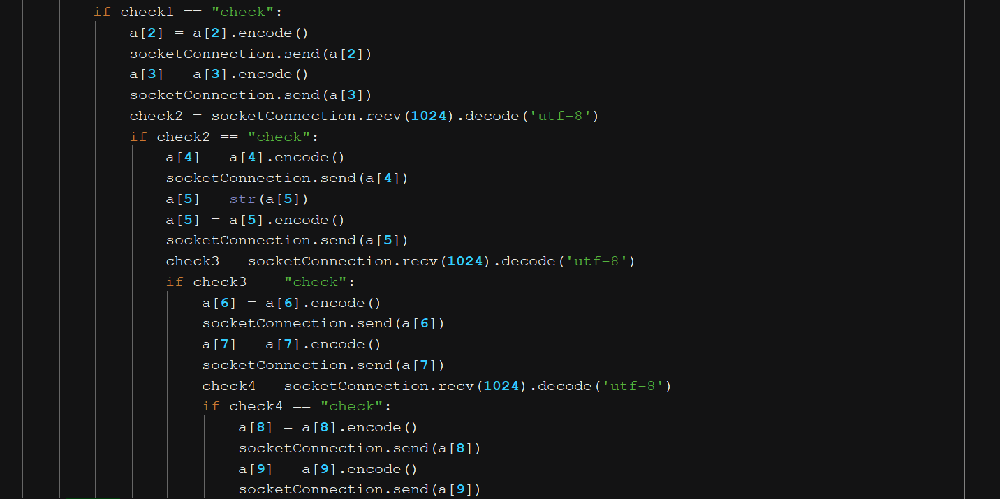 if check1 == "check":
a[2] = a[2].encode()
socketConnection.send(a[2])
a[3] = a[3].encode()
socketConnection.send(a[3])
check2 = socketConnection.recv(1024).decode('utf-8')
if check2 == "check":
a[4] = a[4].encode()
socketConnection.send(a[4])
a[5] = str(a[5])
a[5] = a[5].encode()
socketConnection.send(a[5])
check3 = socketConnection.recv(1024).decode('utf-8')
if check3 == "check":
a[6] = a[6].encode()
socketConnection.send(a[6])
a[7] = a[7].encode()
socketConnection.send(a[7])
check4 = socketConnection.recv(1024).decode('utf-8')
if check4 == "check":
a[8] = a[8].encode()
socketConnection.send(a[8])
a[9] = a[9].encode()
socketConnection.send(a[9])